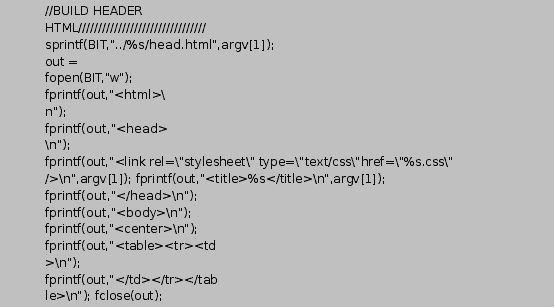 //BUILD HEADER
HTML////////////////////////////////
sprintf(BIT,"../%s/head.html",argv[1]);
out =
fopen(BIT,"w");
fprintf(out,"<html>\
n");
fprintf(out,"<head>
\n");
fprintf(out,"<link rel=\"stylesheet\" type=\"text/css\"href=\"%s.css\"
/>\n",argv[1]); fprintf(out,"<title>%s</title>\n",argv[1]);
fprintf(out,"</head>\n");
fprintf(out,"<body>\n");
fprintf(out,"<center>\n");
fprintf(out,"<table><tr><td
>\n");
fprintf(out,"</td></tr></tab
le>\n"); fclose(out);